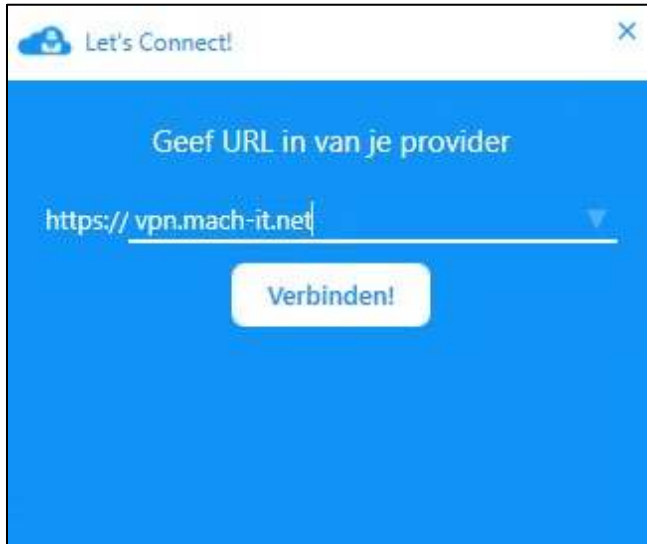 Let's Connect!
Geef URL in van je provider
https:// vpn.mach-it.net
Verbinden!